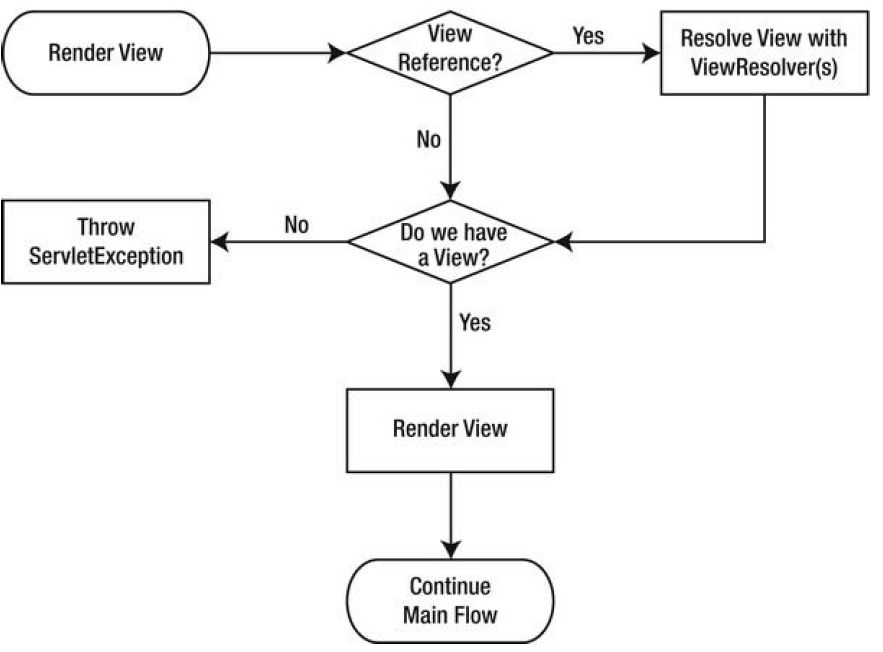 Render View
View
Reference?
Yes
Resolve View with
ViewResolver(s)
No
Throw
ServletException
No
Do we have
a View?
Yes
Render View
Continue
Main Flow